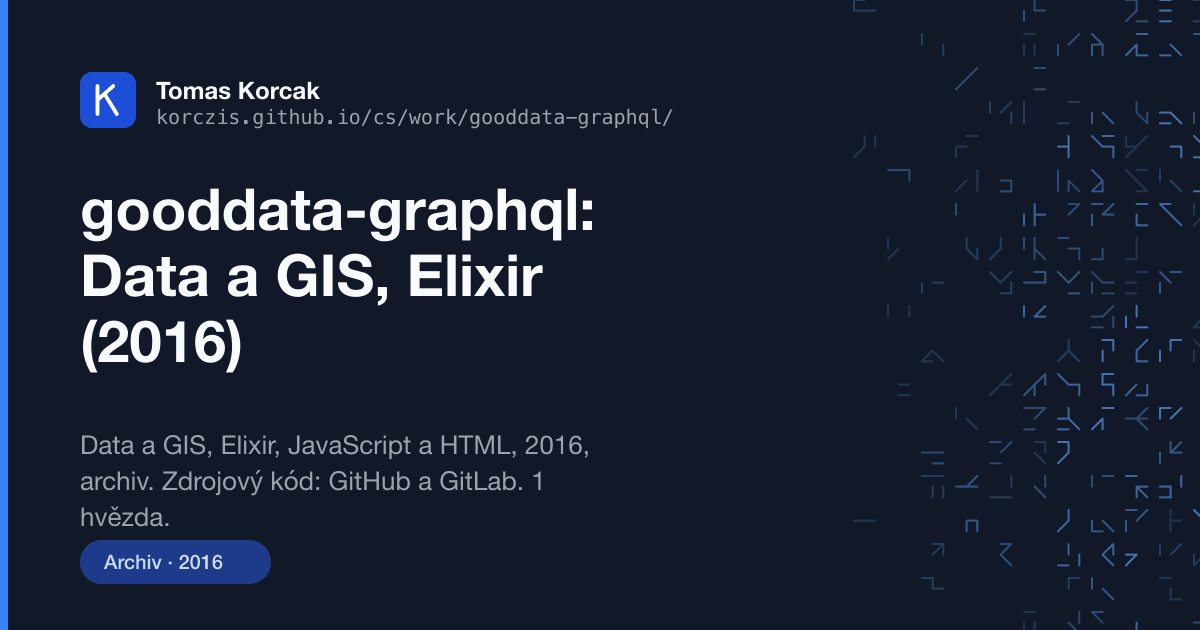 K
Tomas Korcak
korczis.github.io/cs/work/gooddata-graphql/
gooddata-graphql:
Data a GIS, Elixir
(2016)
Data a GIS, Elixir, JavaScript a HTML, 2016,
archiv. Zdrojový kód: GitHub a GitLab. 1
hvězda.
Archiv · 2016